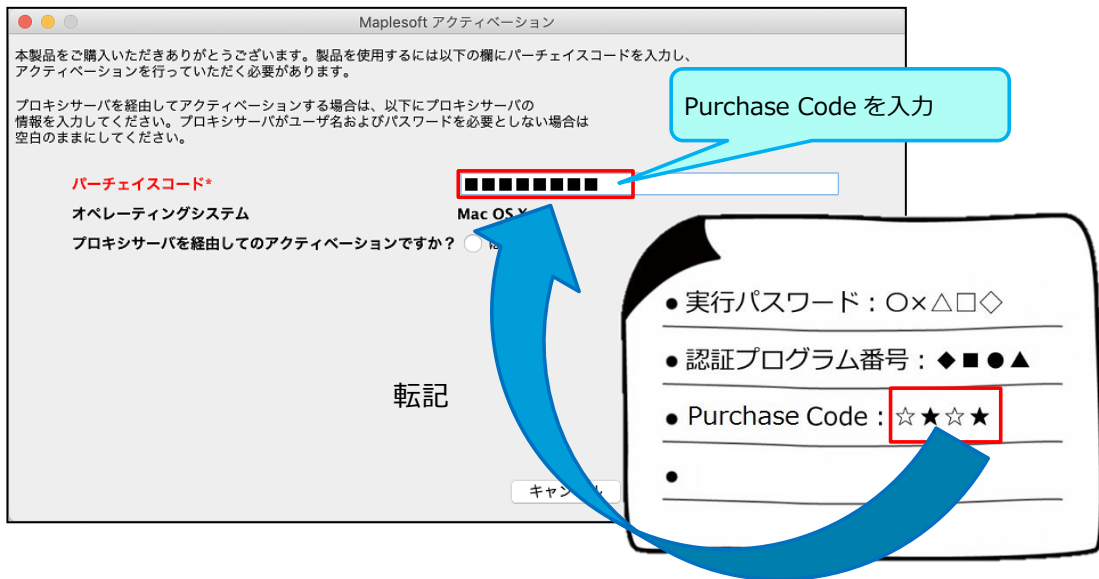 Maplesoft アクティベーション
本製品をご購入いただきありがとうございます。製品を使用するには以下の欄にパーチェイスコードを入力し、
アクティベーションを行っていただく必要があります。
プロキシサーバを経由してアクティベーションする場合は、以下にプロキシサーバの
情報を入力してください。プロキシサーバがユーザ名およびパスワードを必要としない場合は
空白のままにしてください。
Purchase Code を入力
パーチェイスコード* ■■■■■■■■
オペレーティングシステム Mac OS X
プロキシサーバを経由してのアクティベーションですか？
転記
キャンセル
● 実行パスワード：〇×△□◇
● 認証プログラム番号：◆■●▲
● Purchase Code：☆★☆★
●